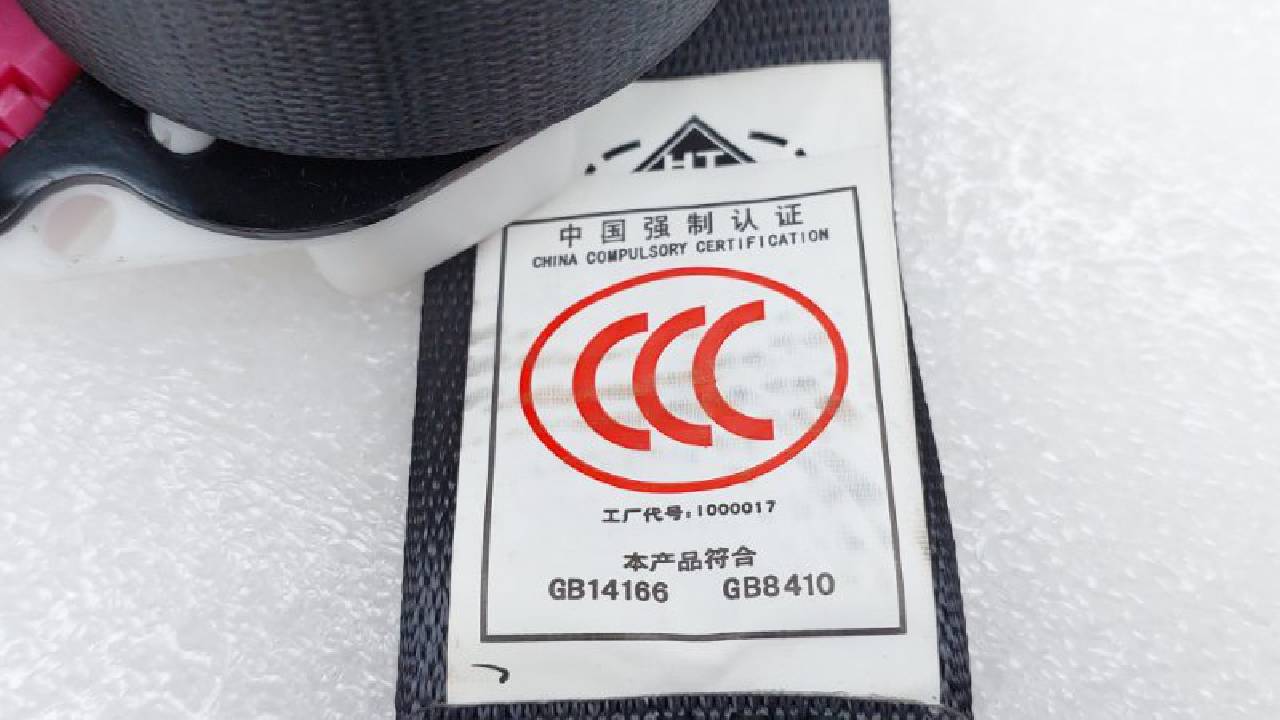 HT
中国强制认证
CHINA COMPULSORY CERTIFICATION
CCC
工厂代号:1000017
本产品符合
GB14166 GB8410